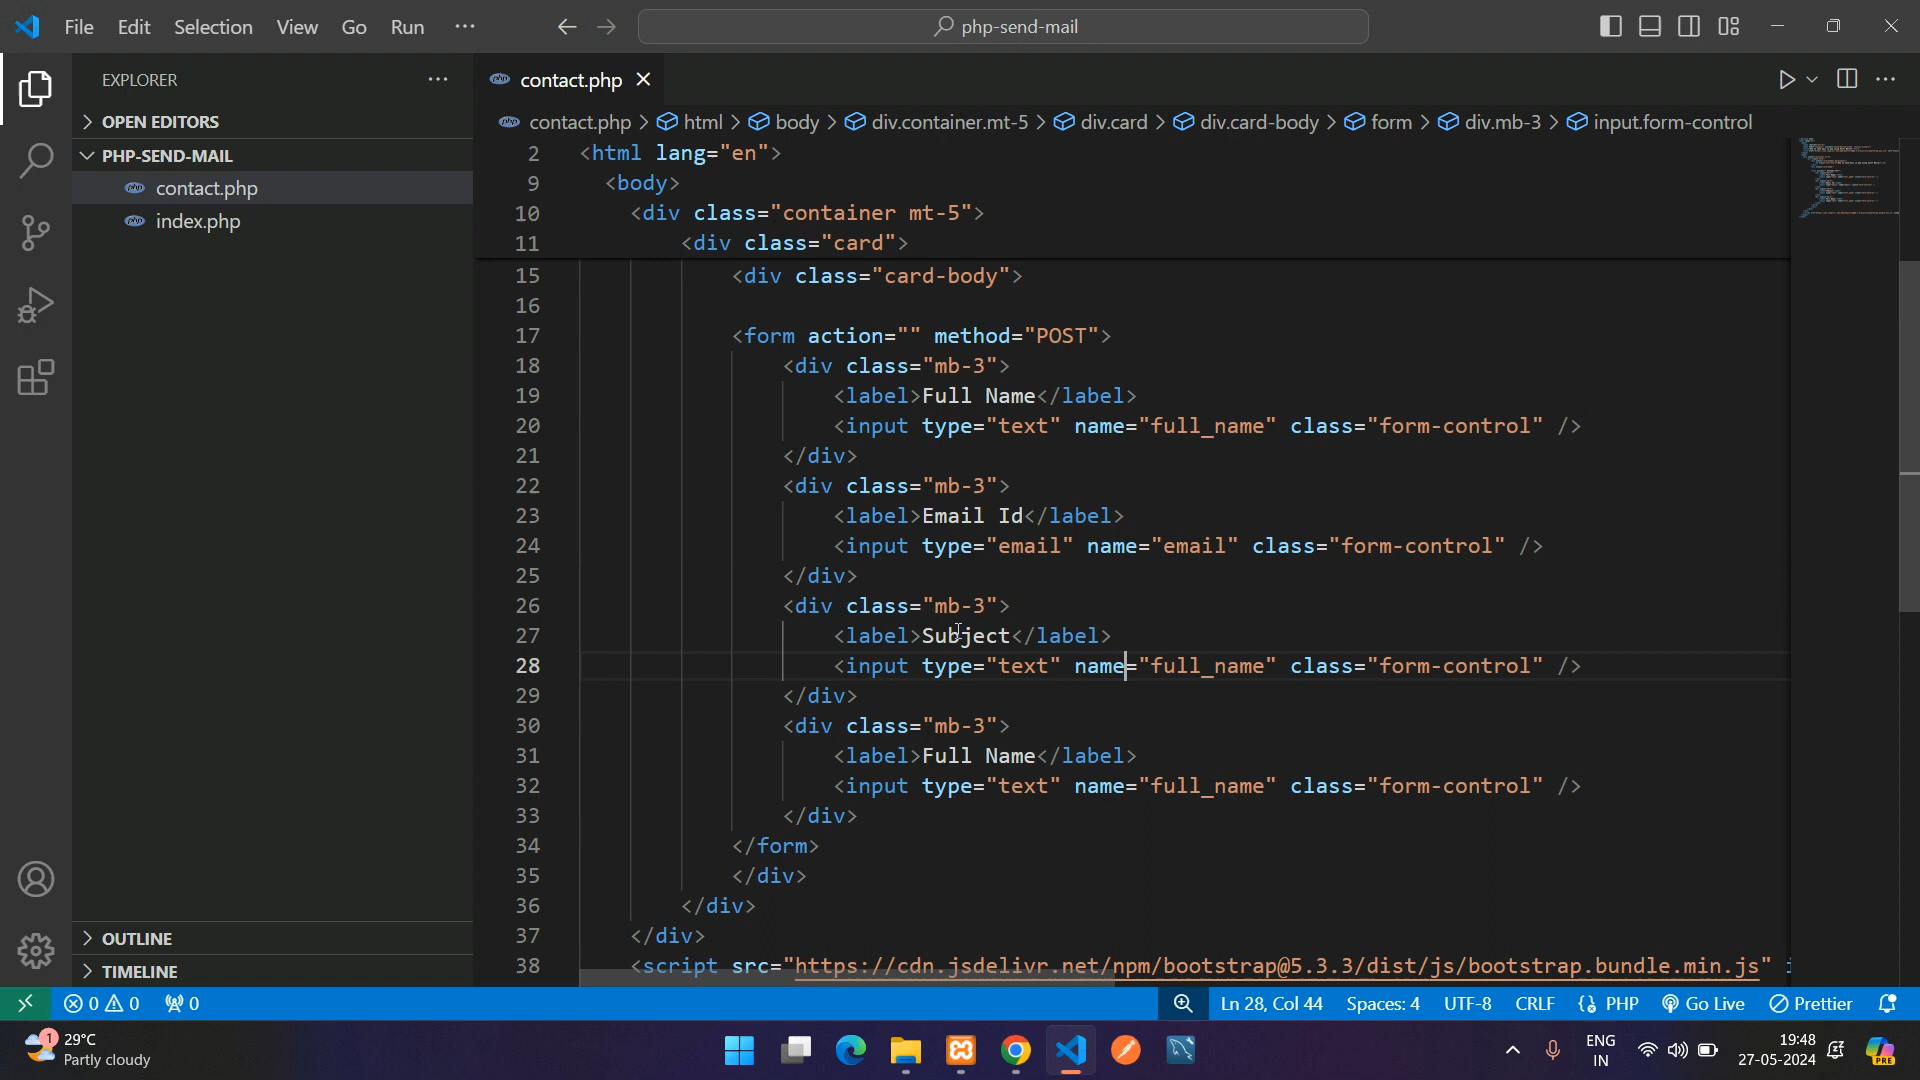 File Edit Selection View Go Run ··· php-send-mail
EXPLORER ···
OPEN EDITORS
PHP-SEND-MAIL
php contact.php
php index.php
OUTLINE
TIMELINE
php contact.php
php contact.php > html > body > div.container.mt-5 > div.card > div.card-body > form > div.mb-3 > input.form-control
2 <html lang="en">
9 <body>
10 <div class="container mt-5">
11 <div class="card">
15 <div class="card-body">
16
17 <form action="" method="POST">
18 <div class="mb-3">
19 <label>Full Name</label>
20 <input type="text" name="full_name" class="form-control" />
21 </div>
22 <div class="mb-3">
23 <label>Email Id</label>
24 <input type="email" name="email" class="form-control" />
25 </div>
26 <div class="mb-3">
27 <label>Subject</label>
28 <input type="text" name="full_name" class="form-control" />
29 </div>
30 <div class="mb-3">
31 <label>Full Name</label>
32 <input type="text" name="full_name" class="form-control" />
33 </div>
34 </form>
35 </div>
36 </div>
37 </div>
38 <script src="https://cdn.jsdelivr.net/npm/bootstrap@5.3.3/dist/js/bootstrap.bundle.min.js"
0 0 0 Ln 28, Col 44 Spaces: 4 UTF-8 CRLF PHP Go Live Prettier
1 29°C
Partly cloudy
ENG
IN
19:48
27-05-2024
PRE